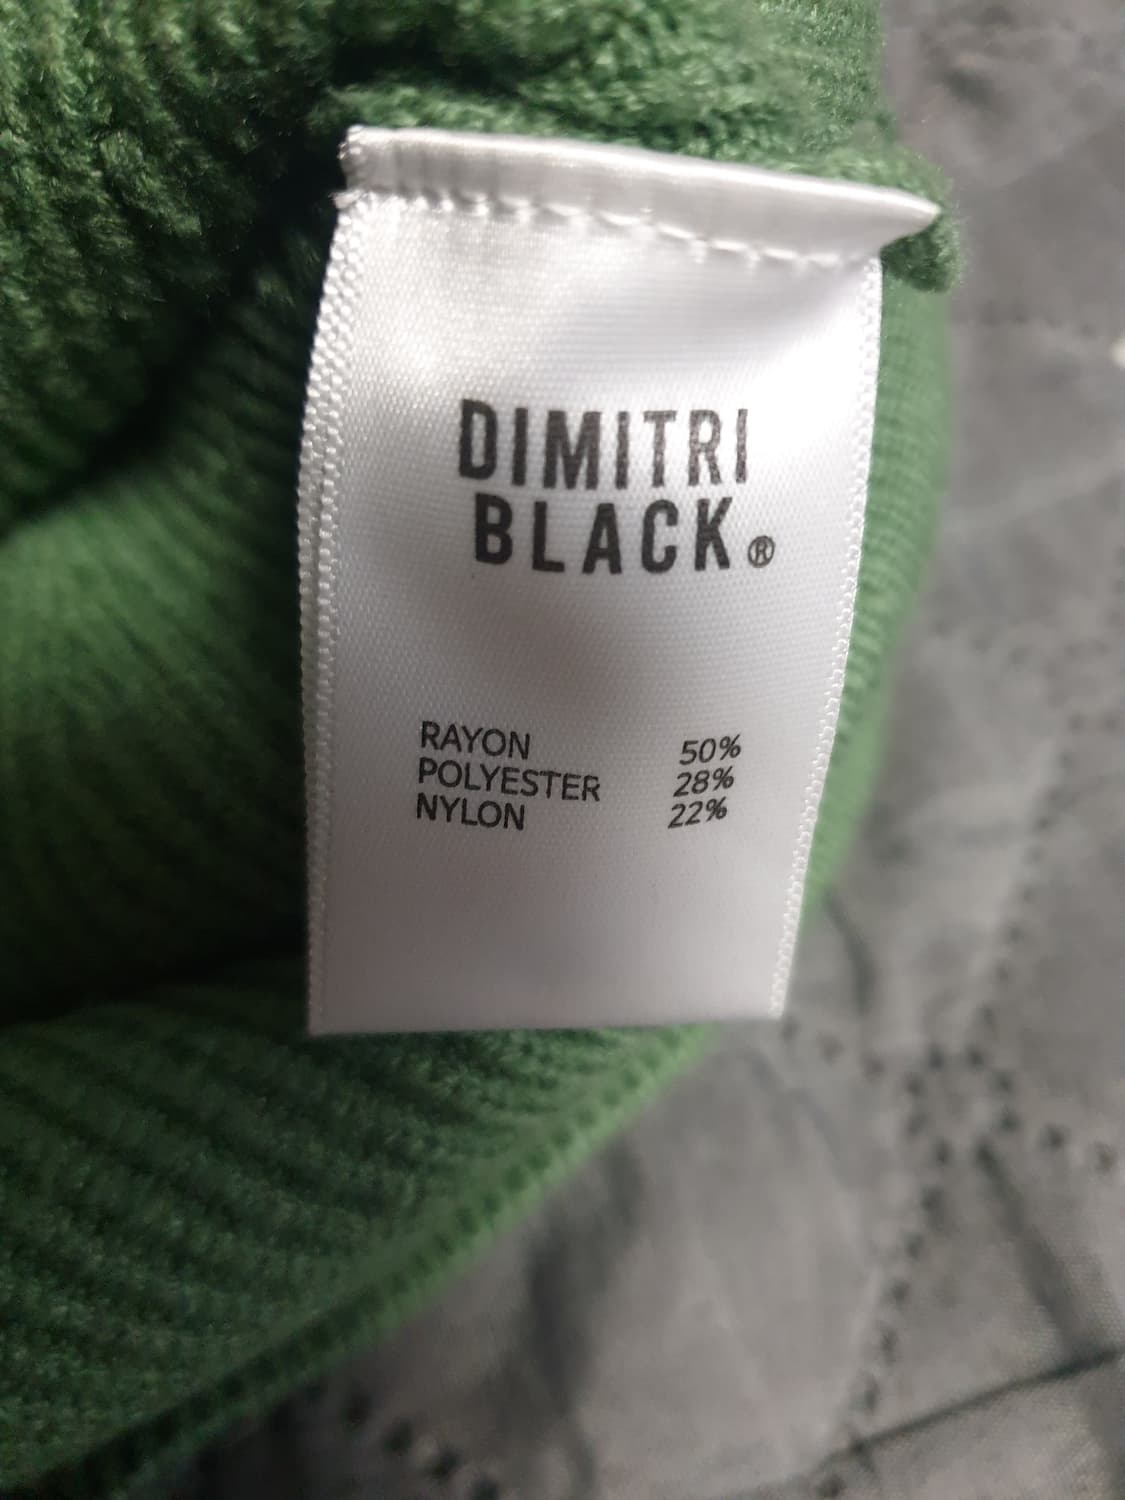 DIMITRI
BLACK®
RAYON 50%
POLYESTER 28%
NYLON 22%